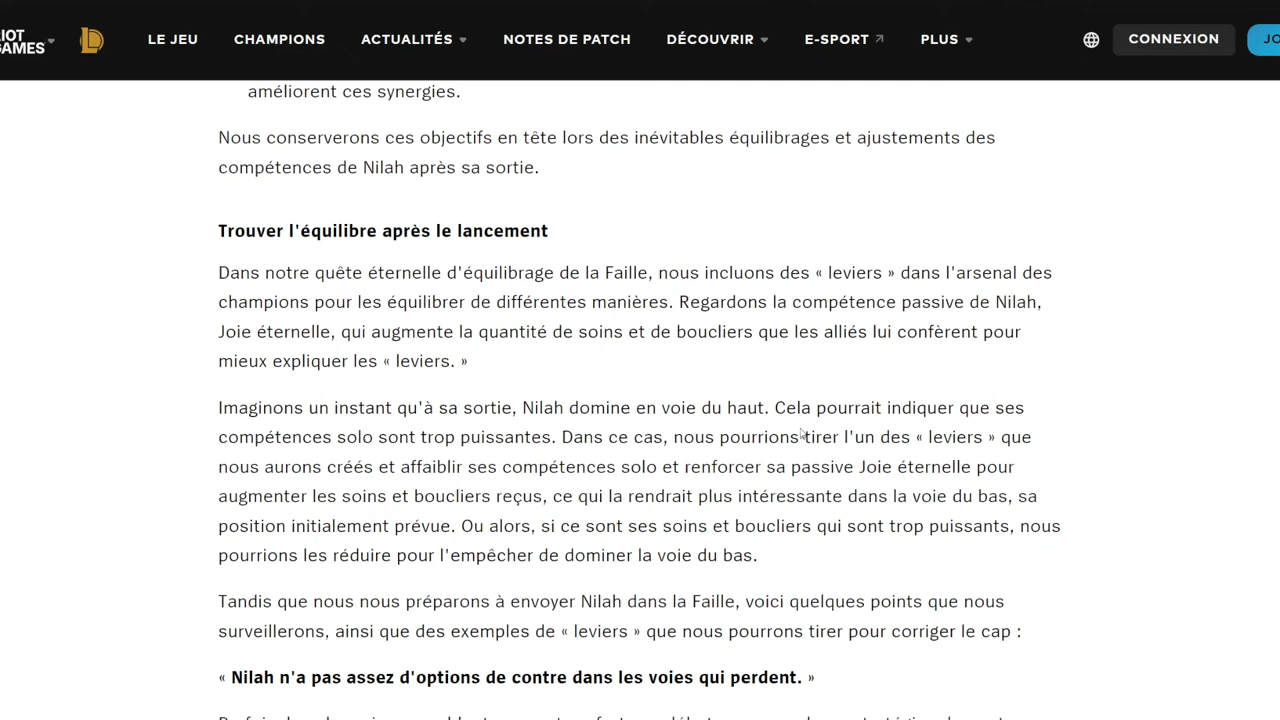 RIOT
GAMES
LE JEU
CHAMPIONS
ACTUALITÉS
NOTES DE PATCH
DÉCOUVRIR
E-SPORT
PLUS
CONNEXION
JO
améliorent ces synergies.
Nous conserverons ces objectifs en tête lors des inévitables équilibrages et ajustements des
compétences de Nilah après sa sortie.
Trouver l'équilibre après le lancement
Dans notre quête éternelle d'équilibrage de la Faille, nous incluons des « leviers » dans l'arsenal des
champions pour les équilibrer de différentes manières. Regardons la compétence passive de Nilah,
Joie éternelle, qui augmente la quantité de soins et de boucliers que les alliés lui confèrent pour
mieux expliquer les « leviers. »
Imaginons un instant qu'à sa sortie, Nilah domine en voie du haut. Cela pourrait indiquer que ses
compétences solo sont trop puissantes. Dans ce cas, nous pourrions tirer l'un des « leviers » que
nous aurons créés et affaiblir ses compétences solo et renforcer sa passive Joie éternelle pour
augmenter les soins et boucliers reçus, ce qui la rendrait plus intéressante dans la voie du bas, sa
position initialement prévue. Ou alors, si ce sont ses soins et boucliers qui sont trop puissants, nous
pourrions les réduire pour l'empêcher de dominer la voie du bas.
Tandis que nous nous préparons à envoyer Nilah dans la Faille, voici quelques points que nous
surveillerons, ainsi que des exemples de « leviers » que nous pourrons tirer pour corriger le cap :
« Nilah n'a pas assez d'options de contre dans les voies qui perdent. »